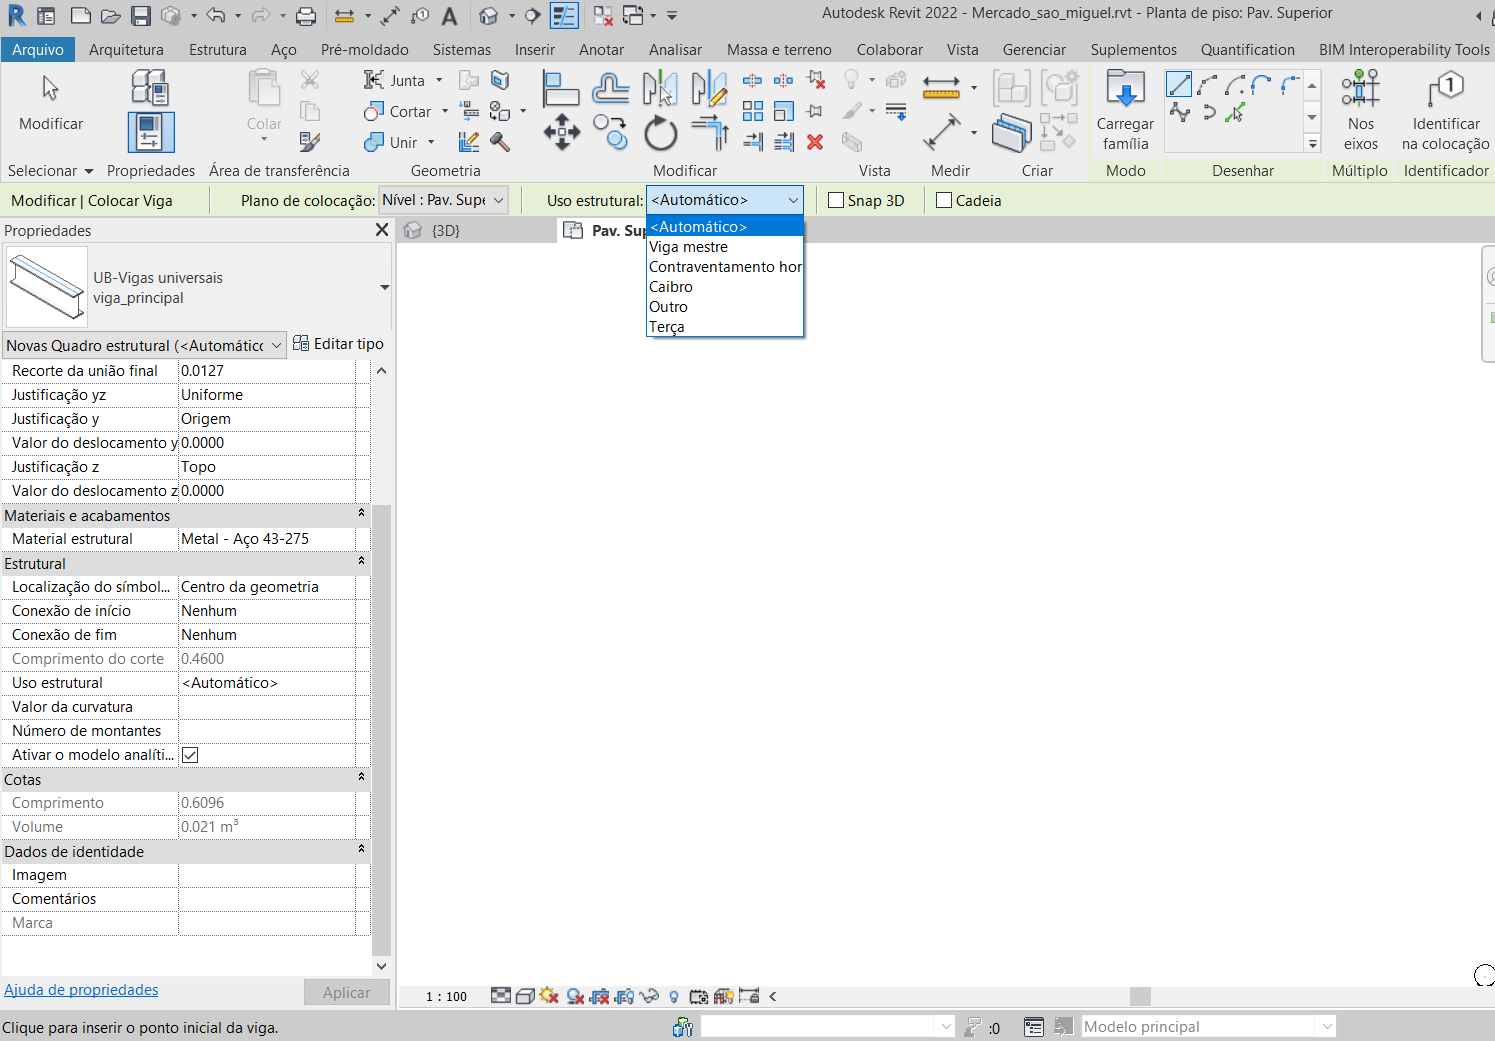 Autodesk Revit 2022 - Mercado_sao_miguel.rvt - Planta de piso: Pav. Superior
Arquivo Arquitetura Estrutura Aço Pré-moldado Sistemas Inserir Anotar Analisar Massa e terreno Colaborar Vista Gerenciar Suplementos Quantification BIM Interoperability Tools
Modificar
Colar
Junta
Cortar
Unir
Carregar família
Nos eixos
Identificar na colocação
Selecionar Propriedades Área de transferência Geometria Modificar Vista Medir Criar Modo Desenhar Múltiplo Identificador
Modificar | Colocar Viga Plano de colocação: Nível : Pav. Supe Uso estrutural: <Automático> Snap 3D Cadeia
<Automático>
Viga mestre
Contraventamento hor
Caibro
Outro
Terça
Propriedades
{3D}
Pav. Su
UB-Vigas universais
viga_principal
Novas Quadro estrutural (<Automátic Editar tipo
Recorte da união final 0.0127
Justificação yz Uniforme
Justificação y Origem
Valor do deslocamento y 0.0000
Justificação z Topo
Valor do deslocamento z 0.0000
Materiais e acabamentos
Material estrutural Metal - Aço 43-275
Estrutural
Localização do símbol... Centro da geometria
Conexão de início Nenhum
Conexão de fim Nenhum
Comprimento do corte 0.4600
Uso estrutural <Automático>
Valor da curvatura
Número de montantes
Ativar o modelo analíti...
Cotas
Comprimento 0.6096
Volume 0.021 m³
Dados de identidade
Imagem
Comentários
Marca
Ajuda de propriedades Aplicar
1 : 100
Clique para inserir o ponto inicial da viga.
:0
Modelo principal